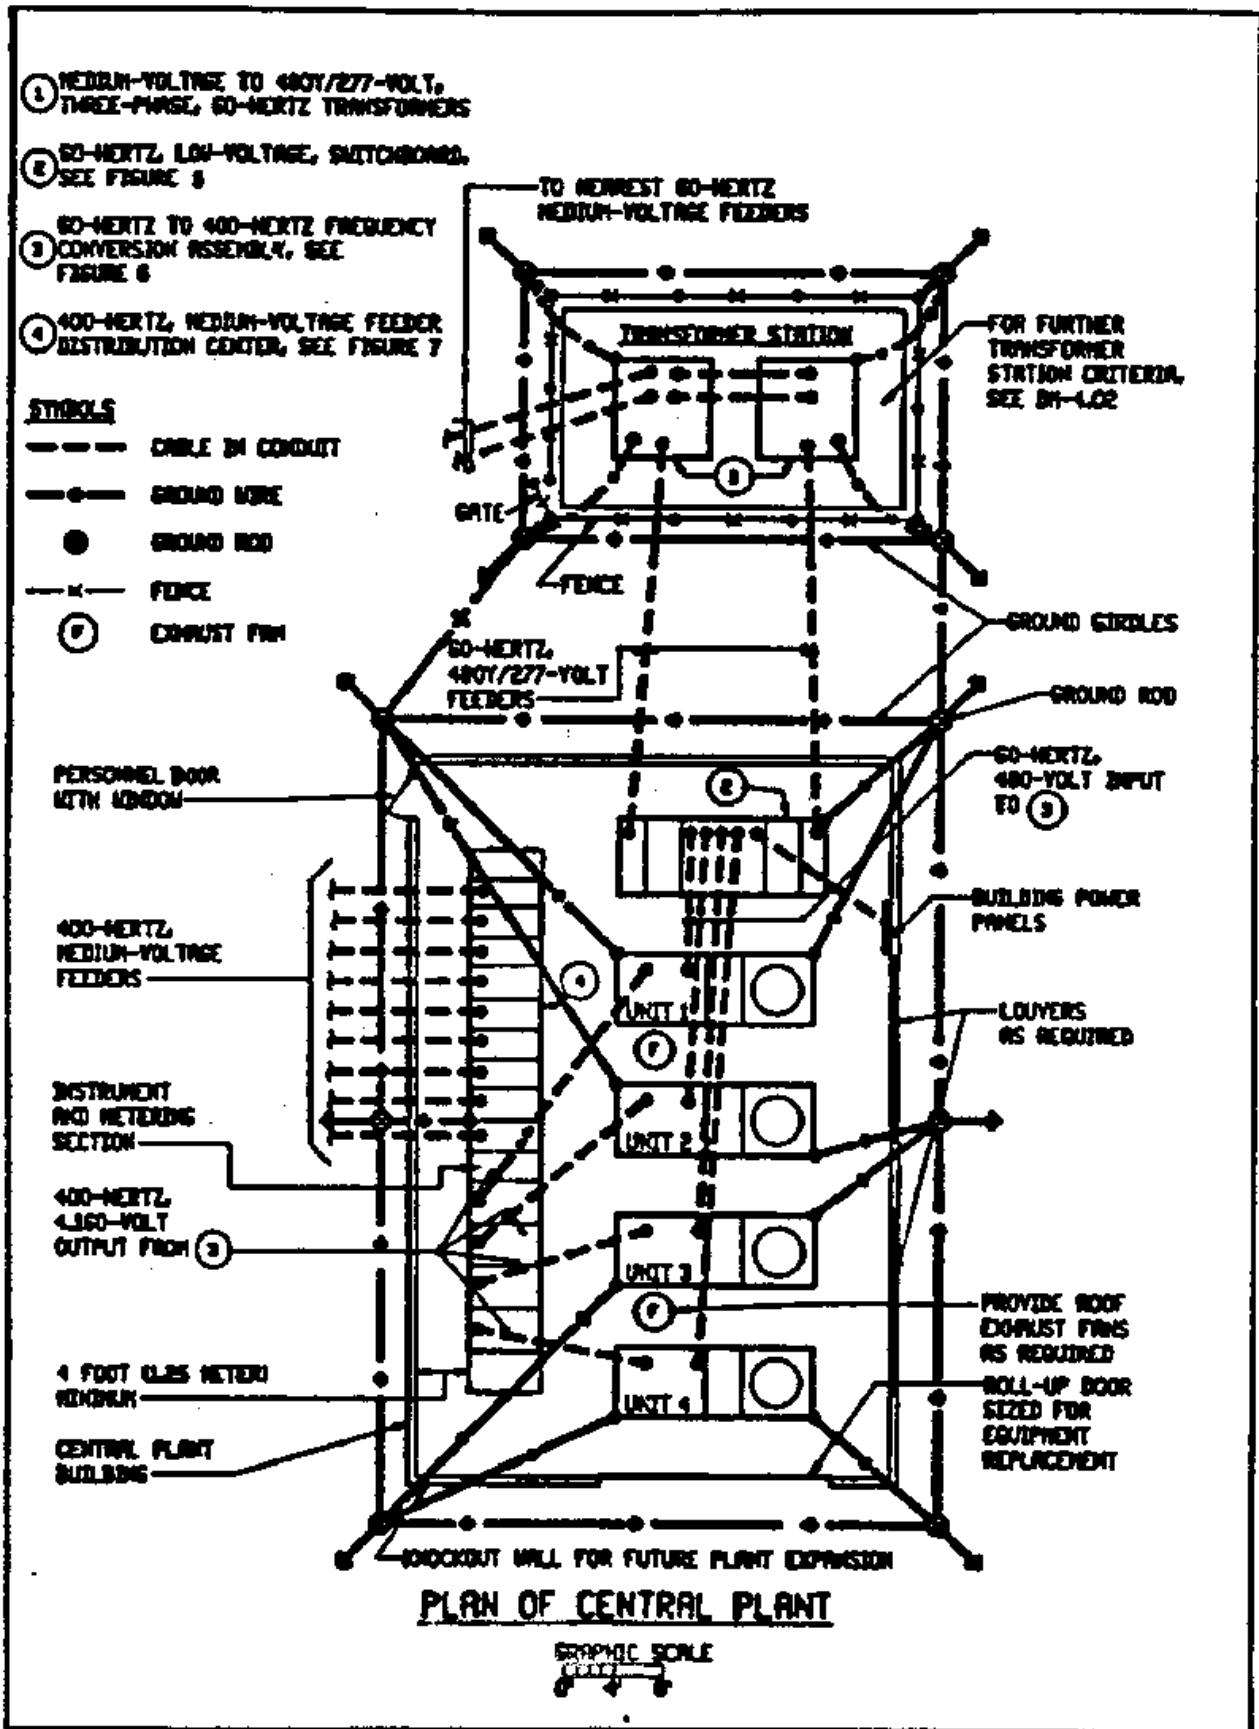 1 MEDIUM-VOLTAGE TO 480Y/277-VOLT,
THREE-PHASE, 60-HERTZ TRANSFORMERS
2 60-HERTZ, LOW-VOLTAGE, SWITCHBOARD,
SEE FIGURE 5
60-HERTZ TO 400-HERTZ FREQUENCY
3 CONVERSION ASSEMBLY, SEE
FIGURE 6
4 400-HERTZ, MEDIUM-VOLTAGE FEEDER
DISTRIBUTION CENTER, SEE FIGURE 7
SYMBOLS
CABLE IN CONDUIT
GROUND WIRE
GROUND ROD
FENCE
F EXHAUST FAN
TO NEAREST 60-HERTZ
MEDIUM-VOLTAGE FEEDERS
TRANSFORMER STATION
FOR FURTHER
TRANSFORMER
STATION CRITERIA,
SEE DM-4.02
GATE
FENCE
GROUND GIRDLES
60-HERTZ,
480Y/277-VOLT
FEEDERS
GROUND ROD
PERSONNEL DOOR
WITH WINDOW
2
60-HERTZ,
480-VOLT INPUT
TO 3
BUILDING POWER
PANELS
400-HERTZ,
MEDIUM-VOLTAGE
FEEDERS
4
UNIT 1
F
LOUVERS
AS REQUIRED
INSTRUMENT
AND METERING
SECTION
UNIT 2
400-HERTZ,
4,160-VOLT
OUTPUT FROM 3
UNIT 3
F
PROVIDE ROOF
EXHAUST FANS
AS REQUIRED
4 FOOT (1.25 METER)
MINIMUM
UNIT 4
ROLL-UP DOOR
SIZED FOR
EQUIPMENT
REPLACEMENT
CENTRAL PLANT
BUILDING
KNOCKOUT WALL FOR FUTURE PLANT EXPANSION
PLAN OF CENTRAL PLANT
GRAPHIC SCALE
0 4 8